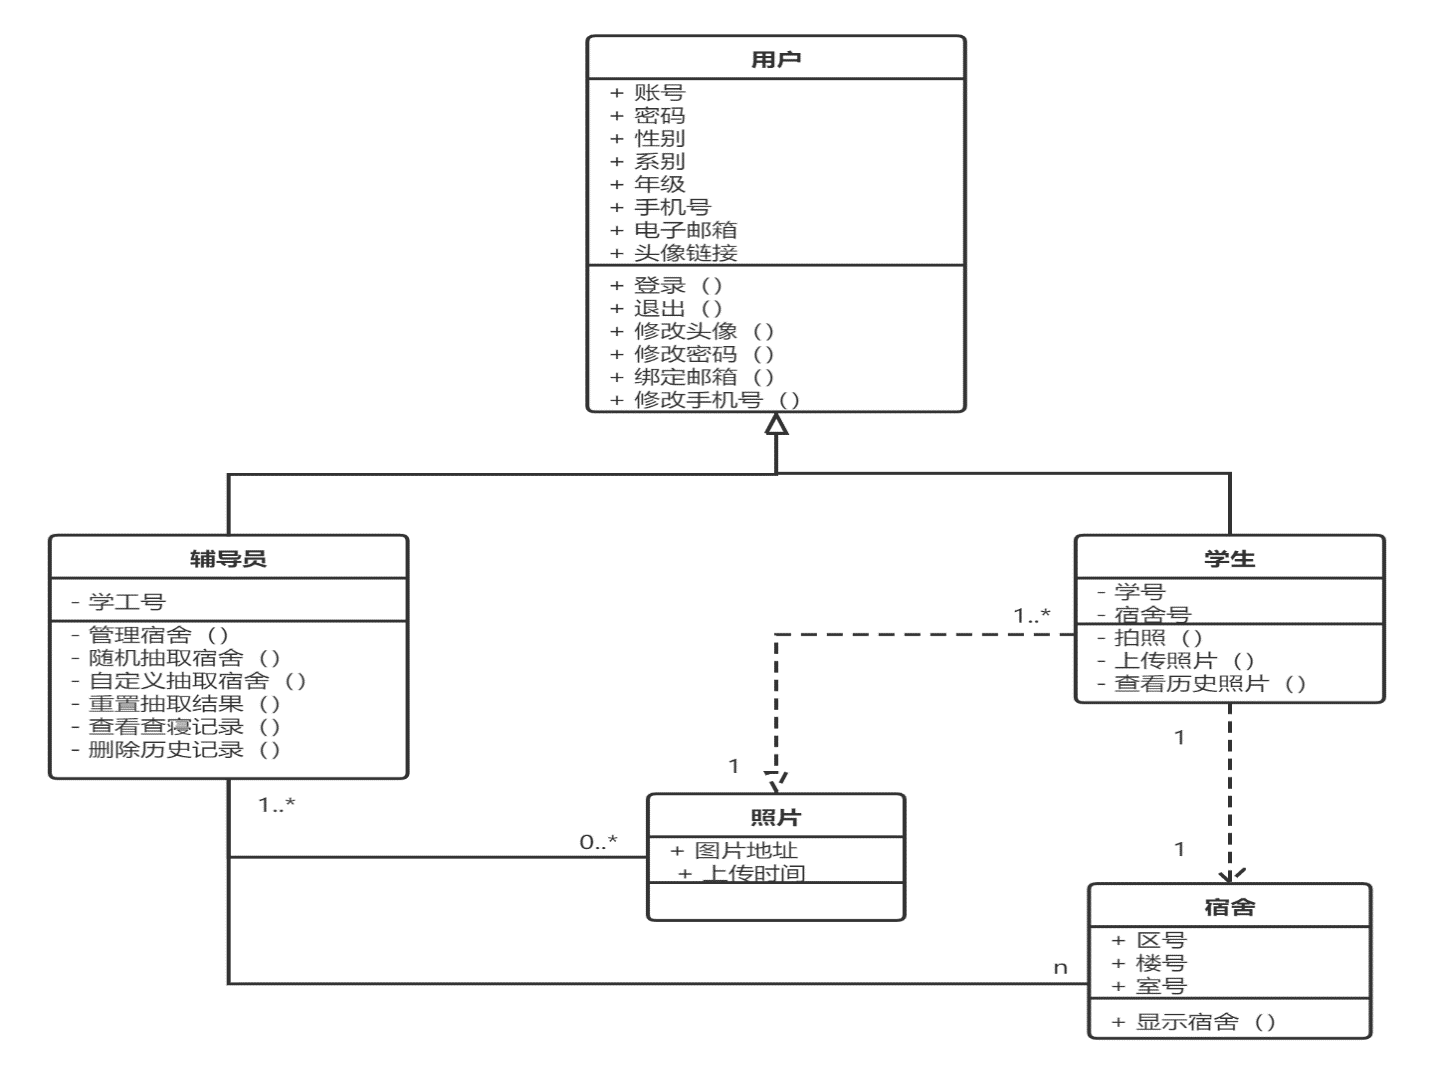 用户
+ 账号
+ 密码
+ 性别
+ 系别
+ 年级
+ 手机号
+ 电子邮箱
+ 头像链接
+ 登录 ()
+ 退出 ()
+ 修改头像 ()
+ 修改密码 ()
+ 绑定邮箱 ()
+ 修改手机号 ()
辅导员
- 学工号
- 管理宿舍 ()
- 随机抽取宿舍 ()
- 自定义抽取宿舍 ()
- 重置抽取结果 ()
- 查看查寝记录 ()
- 删除历史记录 ()
学生
- 学号
- 宿舍号
- 拍照 ()
- 上传照片 ()
- 查看历史照片 ()
1..*
1
1
1
1..*
0..*
照片
+ 图片地址
+ 上传时间
n
宿舍
+ 区号
+ 楼号
+ 室号
+ 显示宿舍 ()